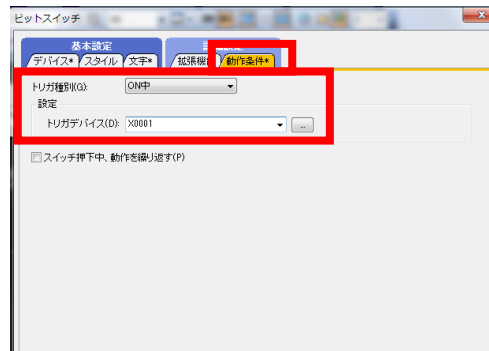 ビットスイッチ
基本設定
デバイス* スタイル 文字* 拡張機能 動作条件*
トリガ種別(G): ON中
設定
トリガデバイス(D): X0001 ...
スイッチ押下中、動作を繰り返す(P)